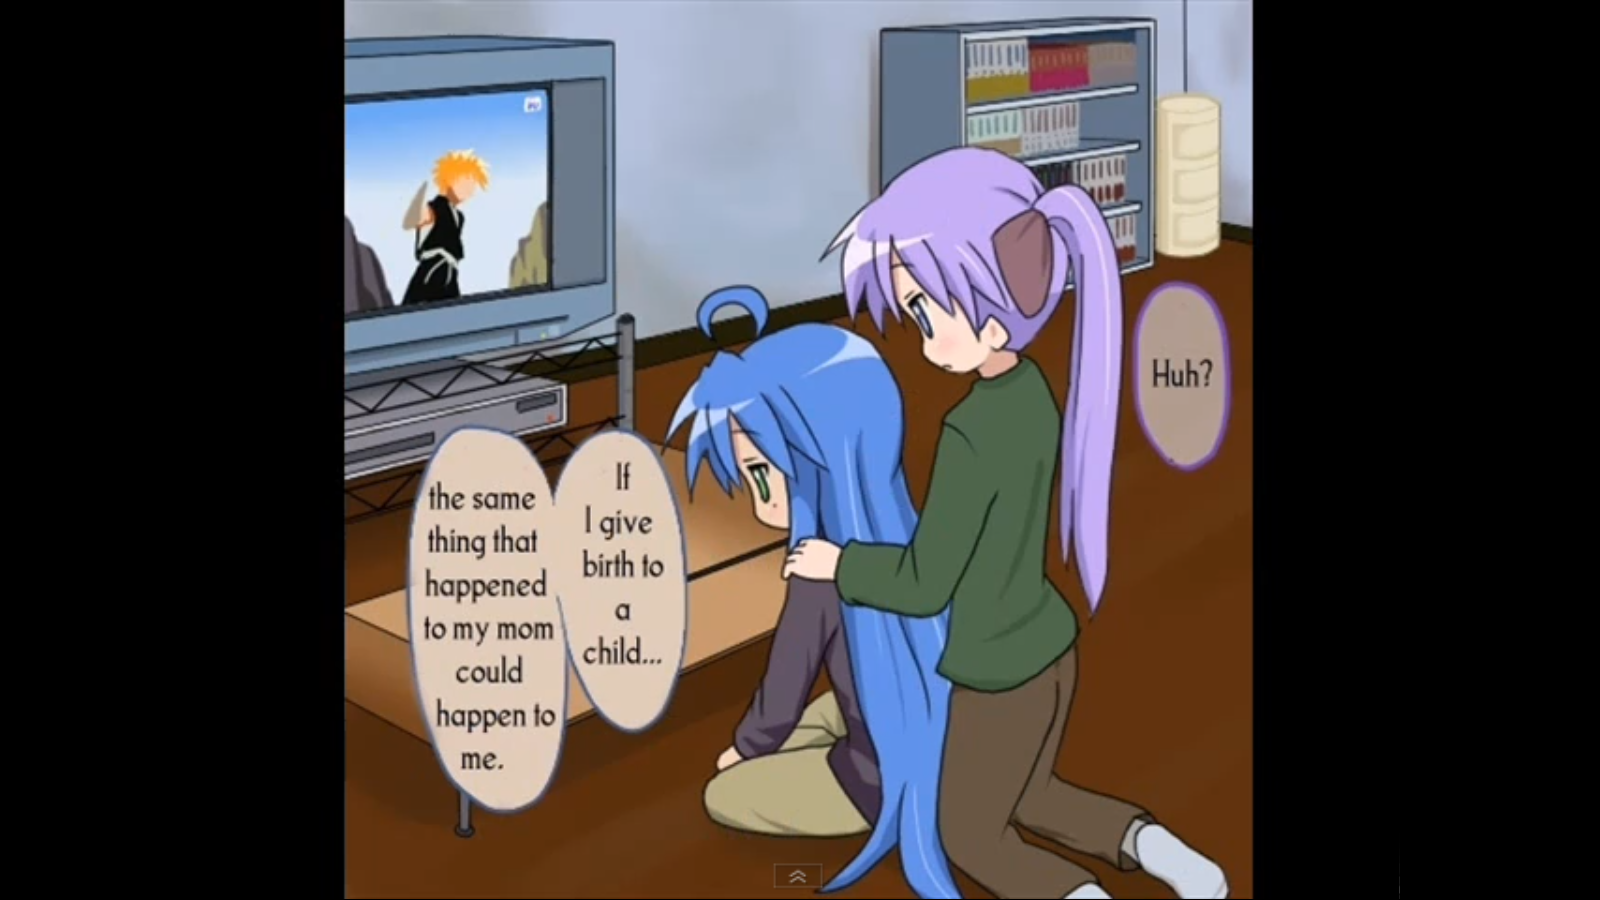 If
I give
birth to
a
child...
the same
thing that
happened
to my mom
could
happen to
me.
Huh?